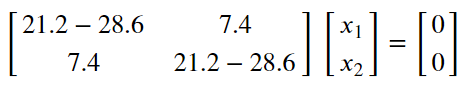 [ 21.2 − 28.6   7.4 ] [ x₁ ] = [ 0 ]
[ 7.4   21.2 − 28.6 ] [ x₂ ]   [ 0 ]